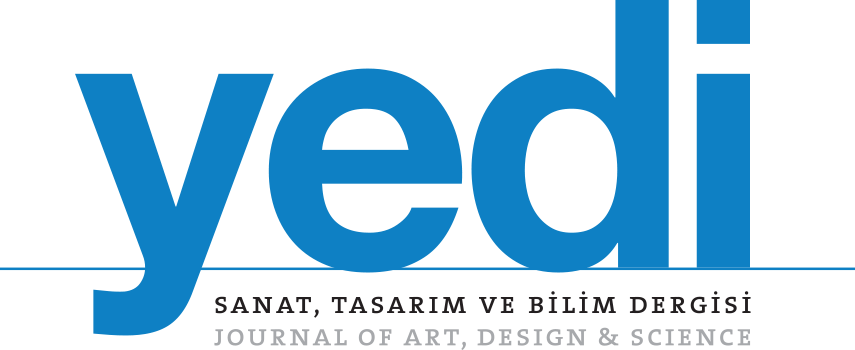 yedi
SANAT, TASARIM VE BİLİM DERGİSİ
JOURNAL OF ART, DESIGN & SCIENCE